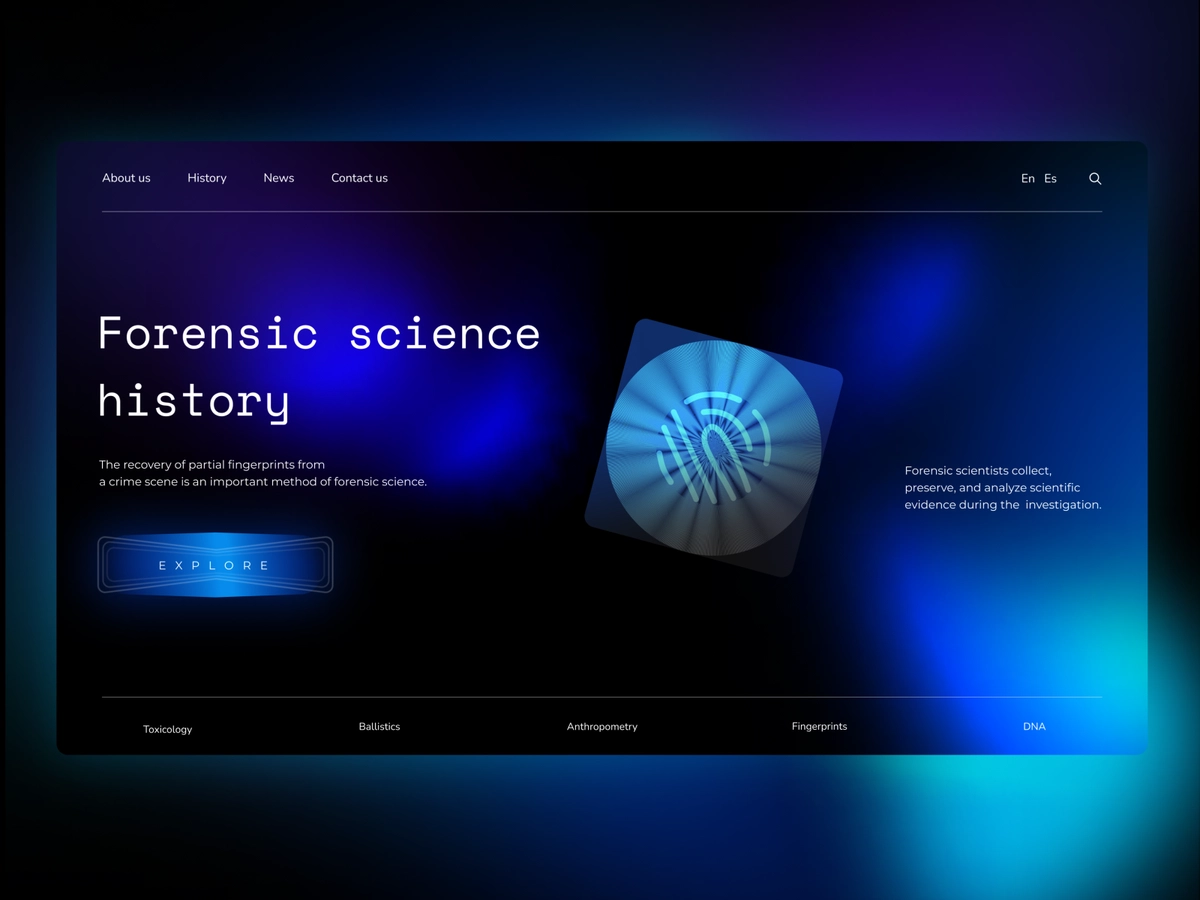 About us History News Contact us En Es
Forensic science
history
The recovery of partial fingerprints from
a crime scene is an important method of forensic science.
Forensic scientists collect,
preserve, and analyze scientific
evidence during the  investigation.
EXPLORE
Toxicology Ballistics Anthropometry Fingerprints DNA